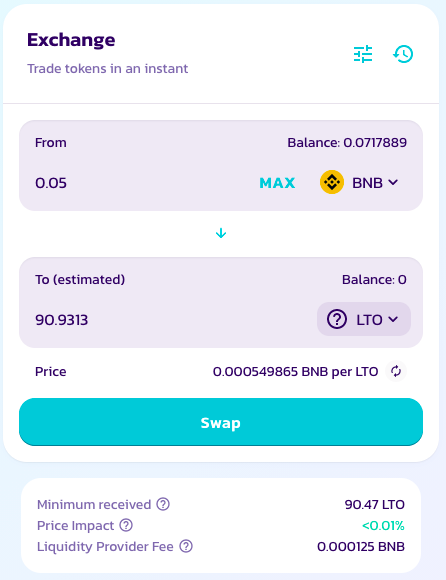 Exchange
Trade tokens in an instant
From Balance: 0.0717889
0.05 MAX BNB
To (estimated) Balance: 0
90.9313 LTO
Price 0.000549865 BNB per LTO
Swap
Minimum received 90.47 LTO
Price Impact <0.01%
Liquidity Provider Fee 0.000125 BNB